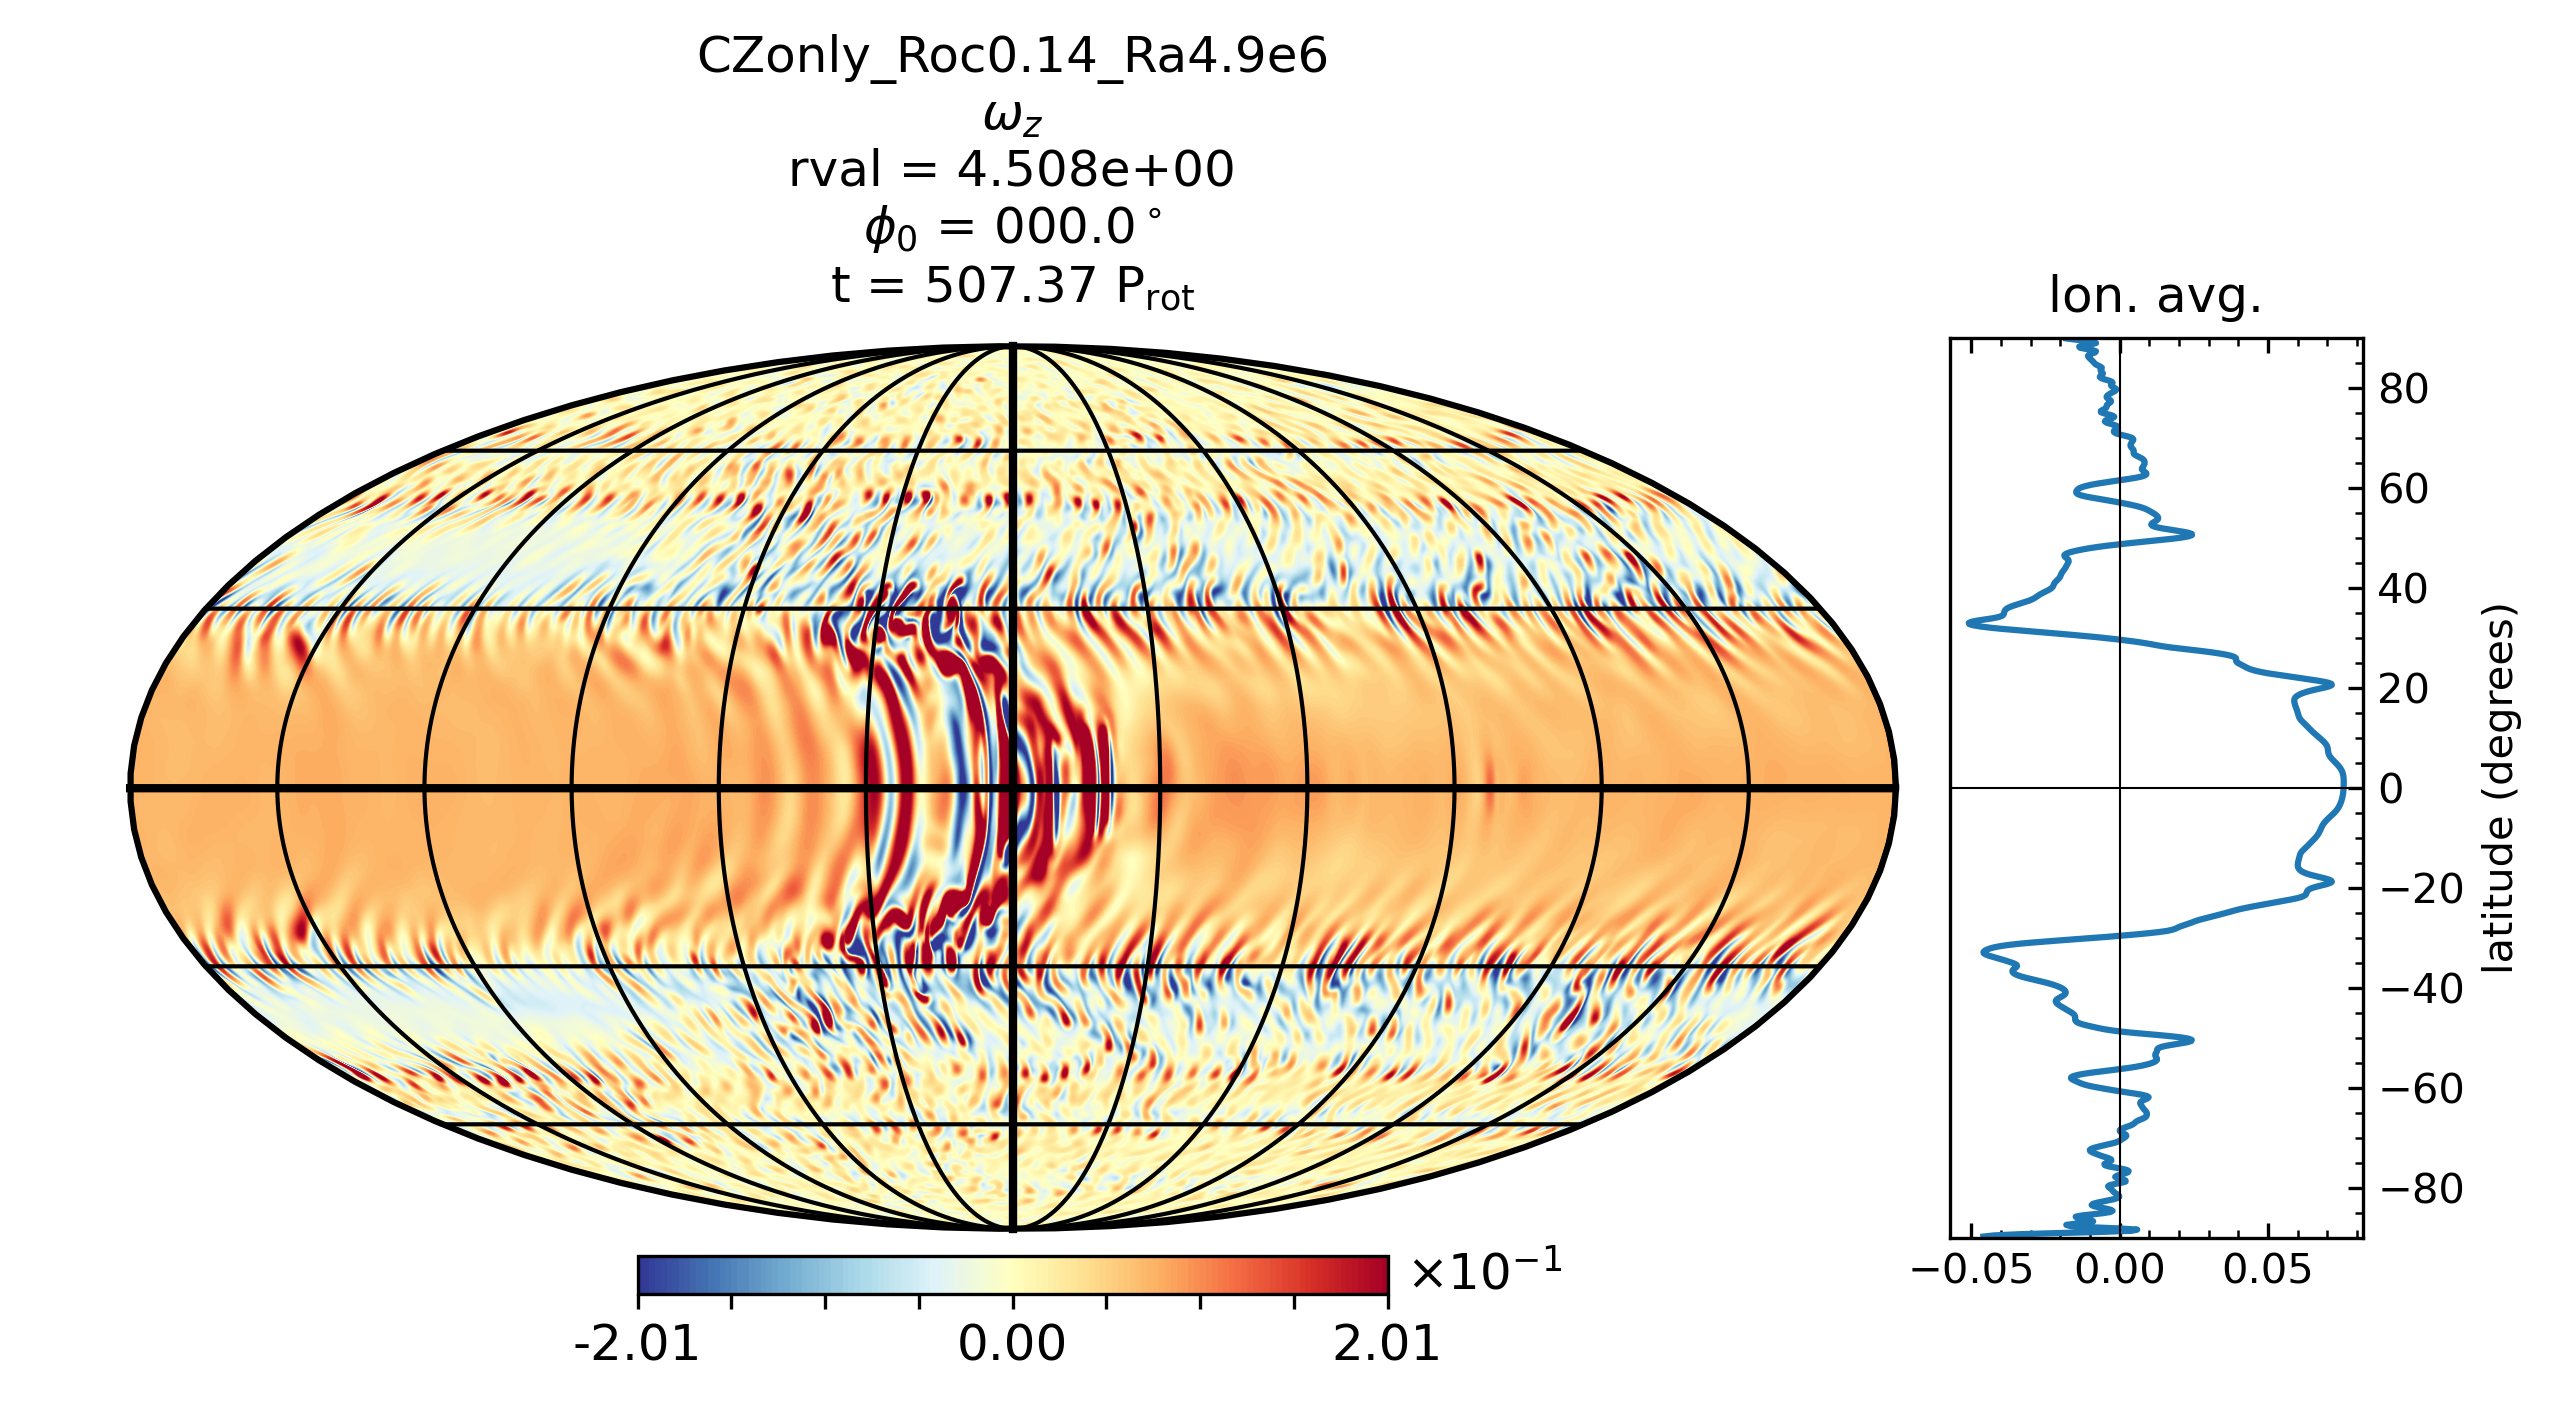 CZonly_Roc0.14_Ra4.9e6
ω_z
rval = 4.508e+00
ϕ₀ = 000.0°
t = 507.37 P_rot
lon. avg.
80
60
40
20
0
−20
−40
−60
−80
latitude (degrees)
−0.05 0.00 0.05
×10⁻¹
-2.01 0.00 2.01